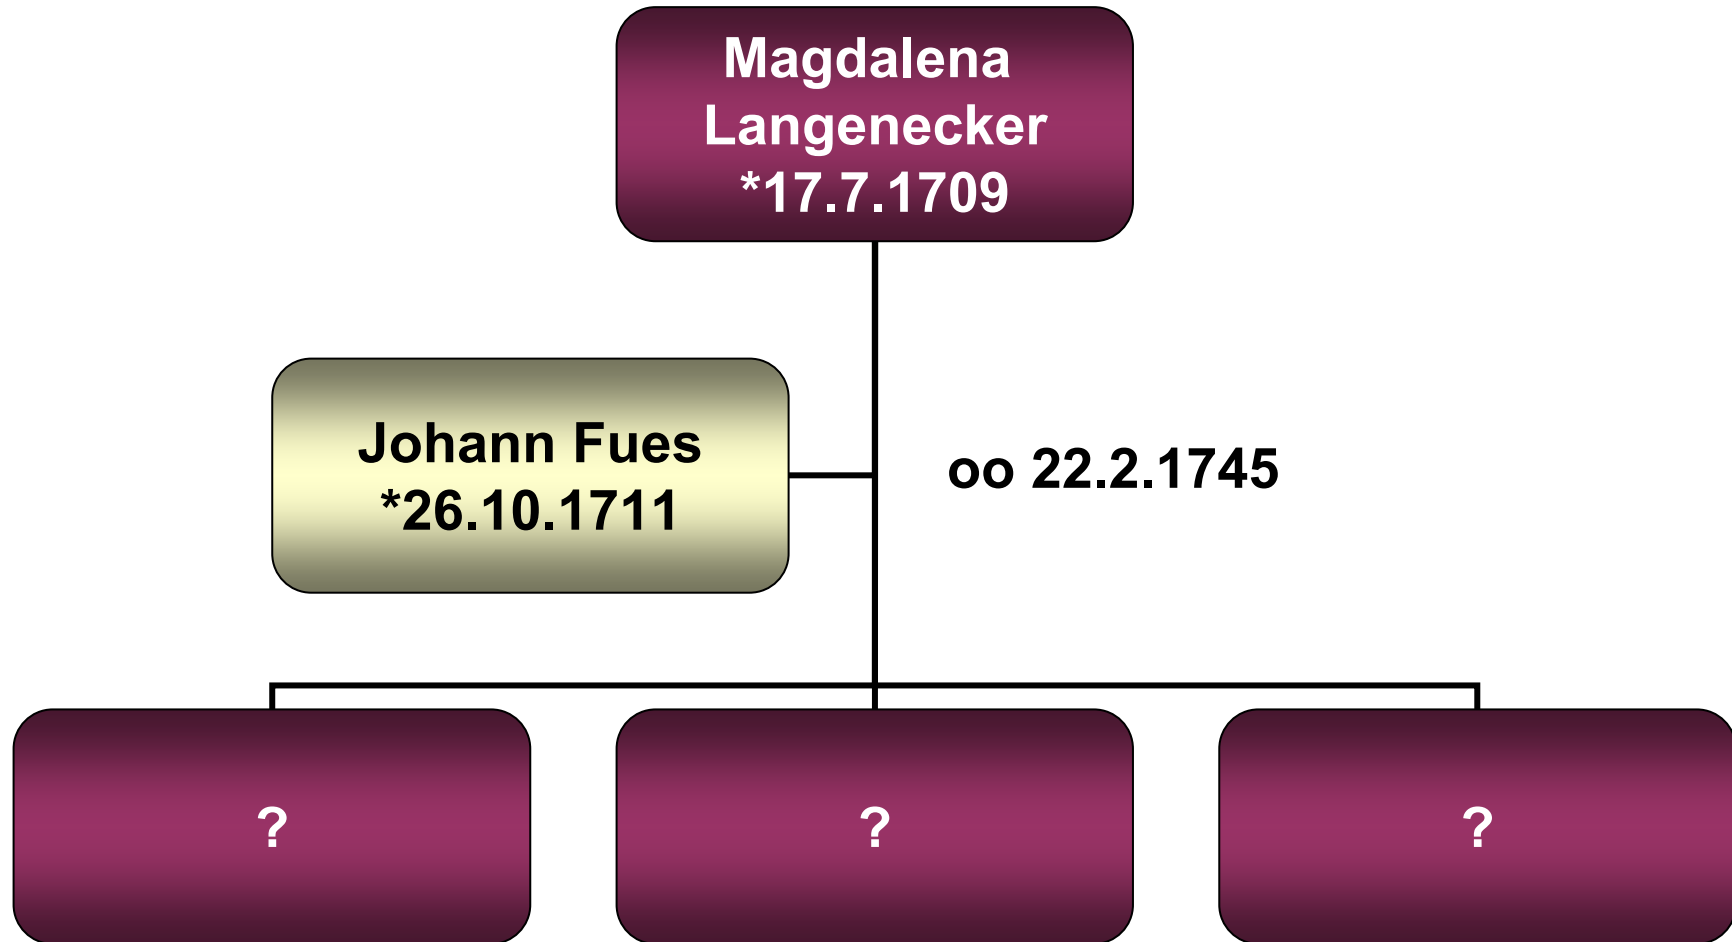 Magdalena
Langenecker
*17.7.1709
Johann Fues
*26.10.1711
oo 22.2.1745
?
?
?